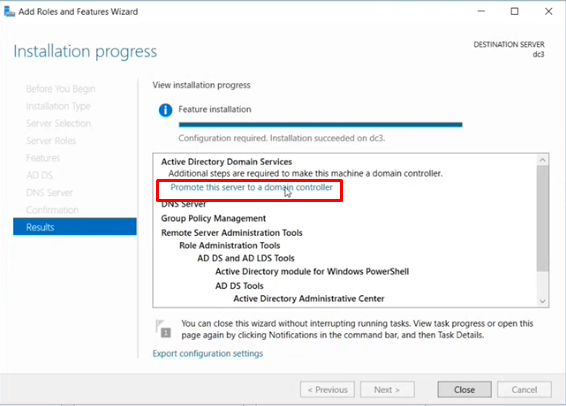 Add Roles and Features Wizard
Installation progress
DESTINATION SERVER
dc3
Before You Begin
Installation Type
Server Selection
Server Roles
Features
AD DS
DNS Server
Confirmation
Results
View installation progress
Feature installation
Configuration required. Installation succeeded on dc3.
Active Directory Domain Services
Additional steps are required to make this machine a domain controller.
Promote this server to a domain controller
DNS Server
Group Policy Management
Remote Server Administration Tools
Role Administration Tools
AD DS and AD LDS Tools
Active Directory module for Windows PowerShell
AD DS Tools
Active Directory Administrative Center
1
You can close this wizard without interrupting running tasks. View task progress or open this
page again by clicking Notifications in the command bar, and then Task Details.
Export configuration settings
< Previous
Next >
Close
Cancel